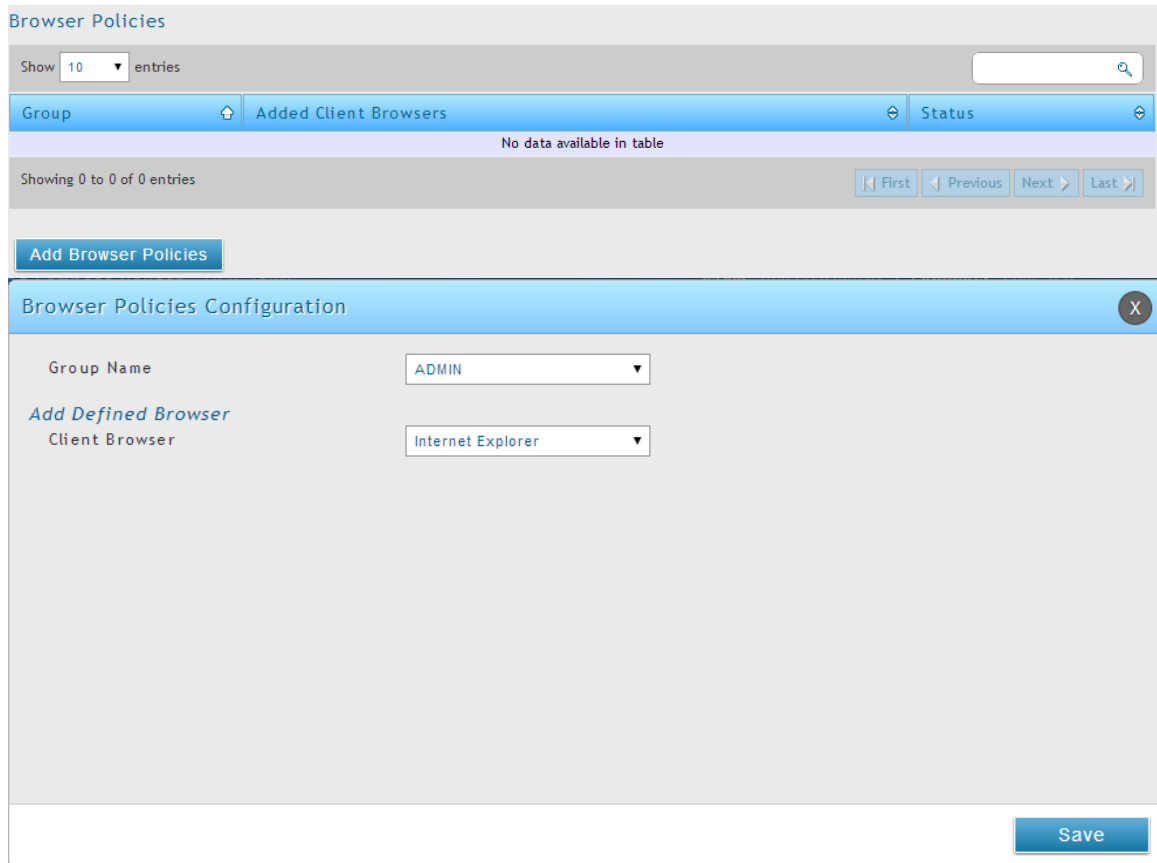 Browser Policies
Show 10 entries
Group Added Client Browsers Status
No data available in table
Showing 0 to 0 of 0 entries First Previous Next Last
Add Browser Policies
Browser Policies Configuration X
Group Name ADMIN
Add Defined Browser
Client Browser Internet Explorer
Save